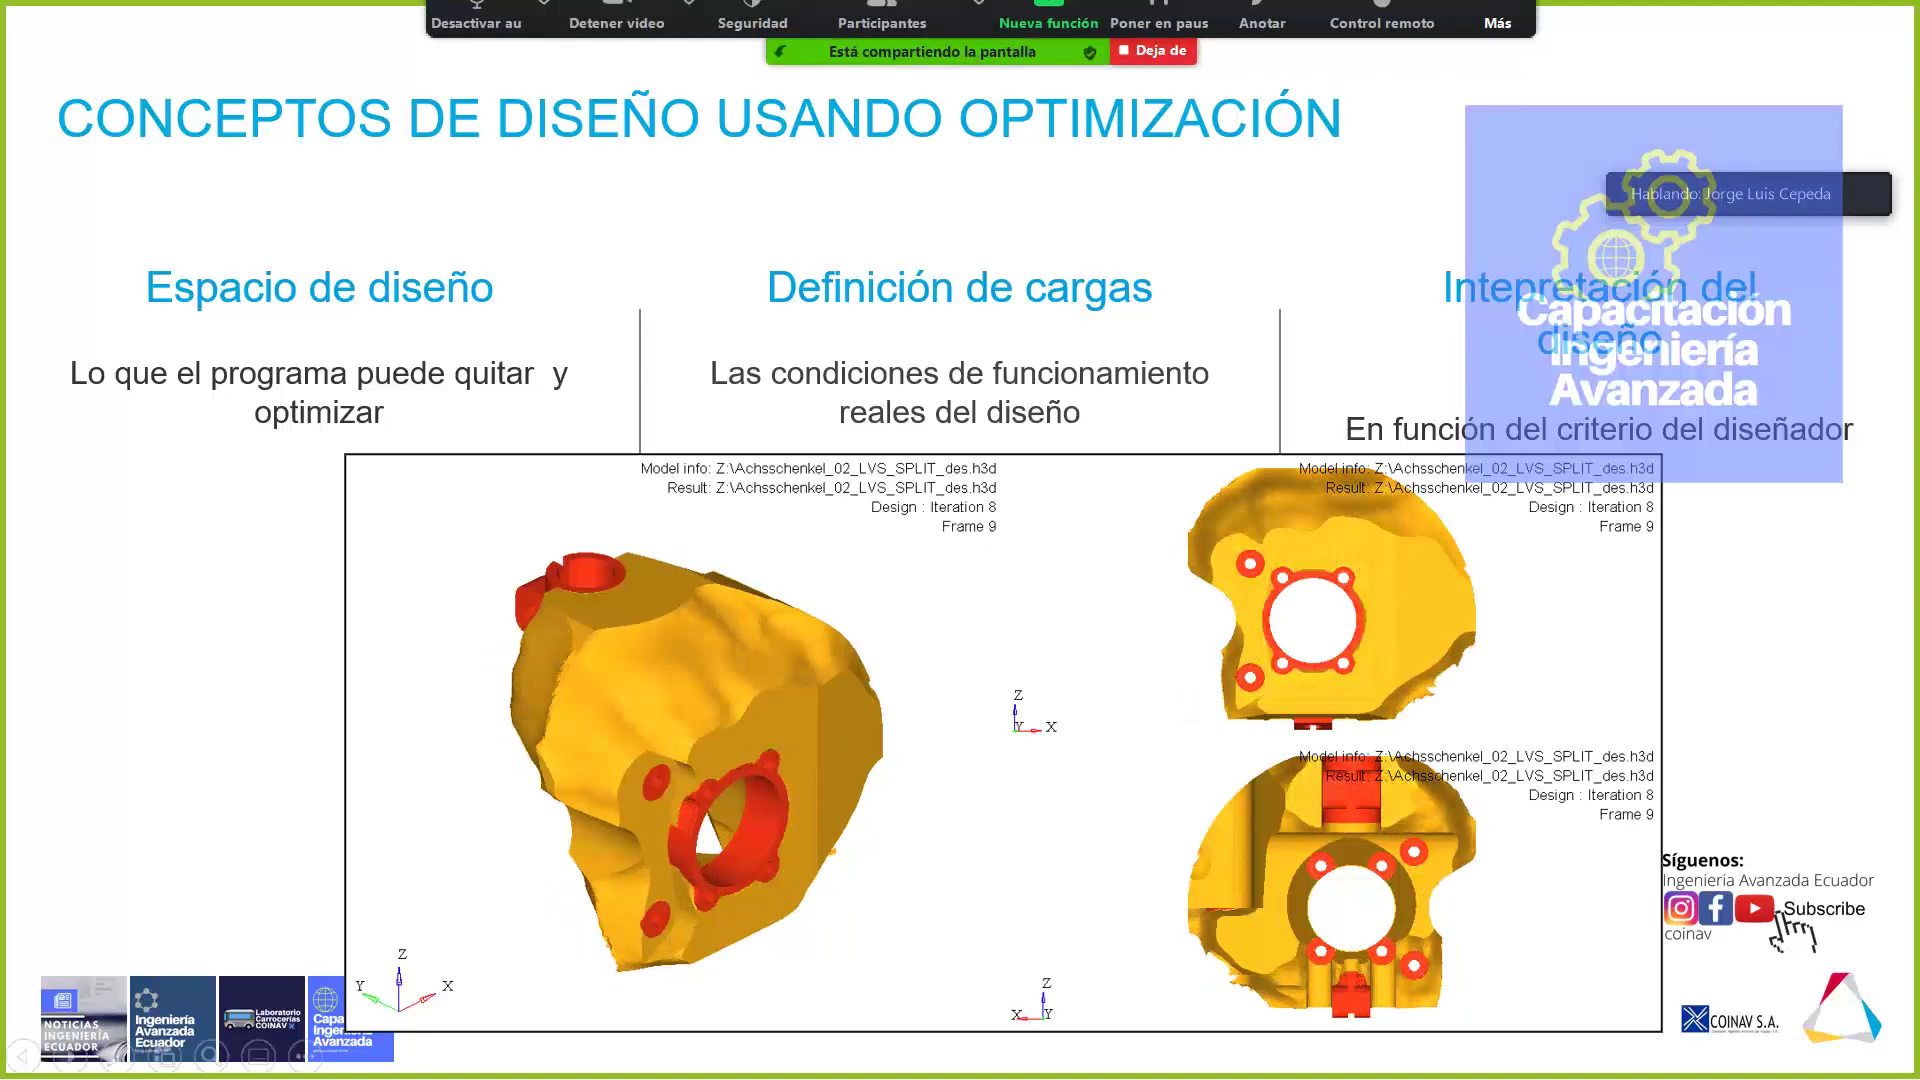 Desactivar au
Detener video
Seguridad
Participantes
Nueva función
Poner en paus
Anotar
Control remoto
Más
Está compartiendo la pantalla
Deja de
CONCEPTOS DE DISEÑO USANDO OPTIMIZACIÓN
Hablando: Jorge Luis Cepeda
Capacitación
Ingeniería
Avanzada
Espacio de diseño
Lo que el programa puede quitar y
optimizar
Definición de cargas
Las condiciones de funcionamiento
reales del diseño
Intepretación del
diseño
En función del criterio del diseñador
Model info: Z:\Achsschenkel_02_LVS_SPLIT_des.h3d
Result: Z:\Achsschenkel_02_LVS_SPLIT_des.h3d
Design : Iteration 8
Frame 9
Model info: Z:\Achsschenkel_02_LVS_SPLIT_des.h3d
Result: Z:\Achsschenkel_02_LVS_SPLIT_des.h3d
Design : Iteration 8
Frame 9
Z
Y
X
Model info: Z:\Achsschenkel_02_LVS_SPLIT_des.h3d
Result: Z:\Achsschenkel_02_LVS_SPLIT_des.h3d
Design : Iteration 8
Frame 9
Z
Y
X
Z
X
Y
Síguenos:
Ingenieria Avanzada Ecuador
Subscribe
coinav
NOTICIAS
INGENIERÍA
ECUADOR
Ingeniería
Avanzada
Ecuador
Laboratorio
Carrocerías
COINAV
Capa
Inger
Avanzada
COINAV S.A.